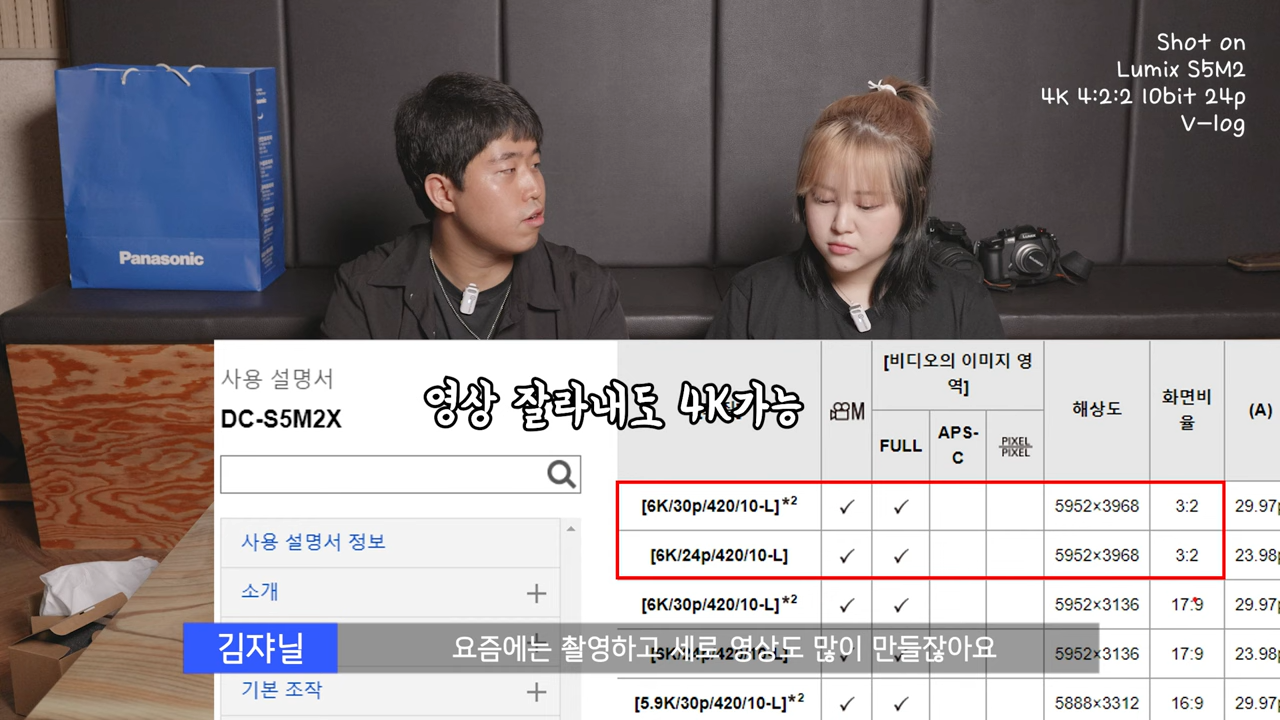 Shot on
Lumix S5M2
4K 4:2:2 10bit 24p
V-log
Panasonic
사용 설명서
DC-S5M2X
영상 잘라내도 4K가능
사용 설명서 정보
소개
기본 조작
[비디오의 이미지 영역]
M
FULL
APS-C
PIXEL
PIXEL
해상도
화면비율
(A)
[6K/30p/420/10-L]*2 ✓ ✓ 5952×3968 3:2 29.97p
[6K/24p/420/10-L] ✓ ✓ 5952×3968 3:2 23.98p
[6K/30p/420/10-L]*2 ✓ ✓ 5952×3136 17:9 29.97p
[6K/24p/420/10-L] ✓ ✓ 5952×3136 17:9 23.98p
[5.9K/30p/420/10-L]*2 ✓ ✓ 5888×3312 16:9 29.97p
김쟈닐
요즘에는 촬영하고 세로 영상도 많이 만들잖아요